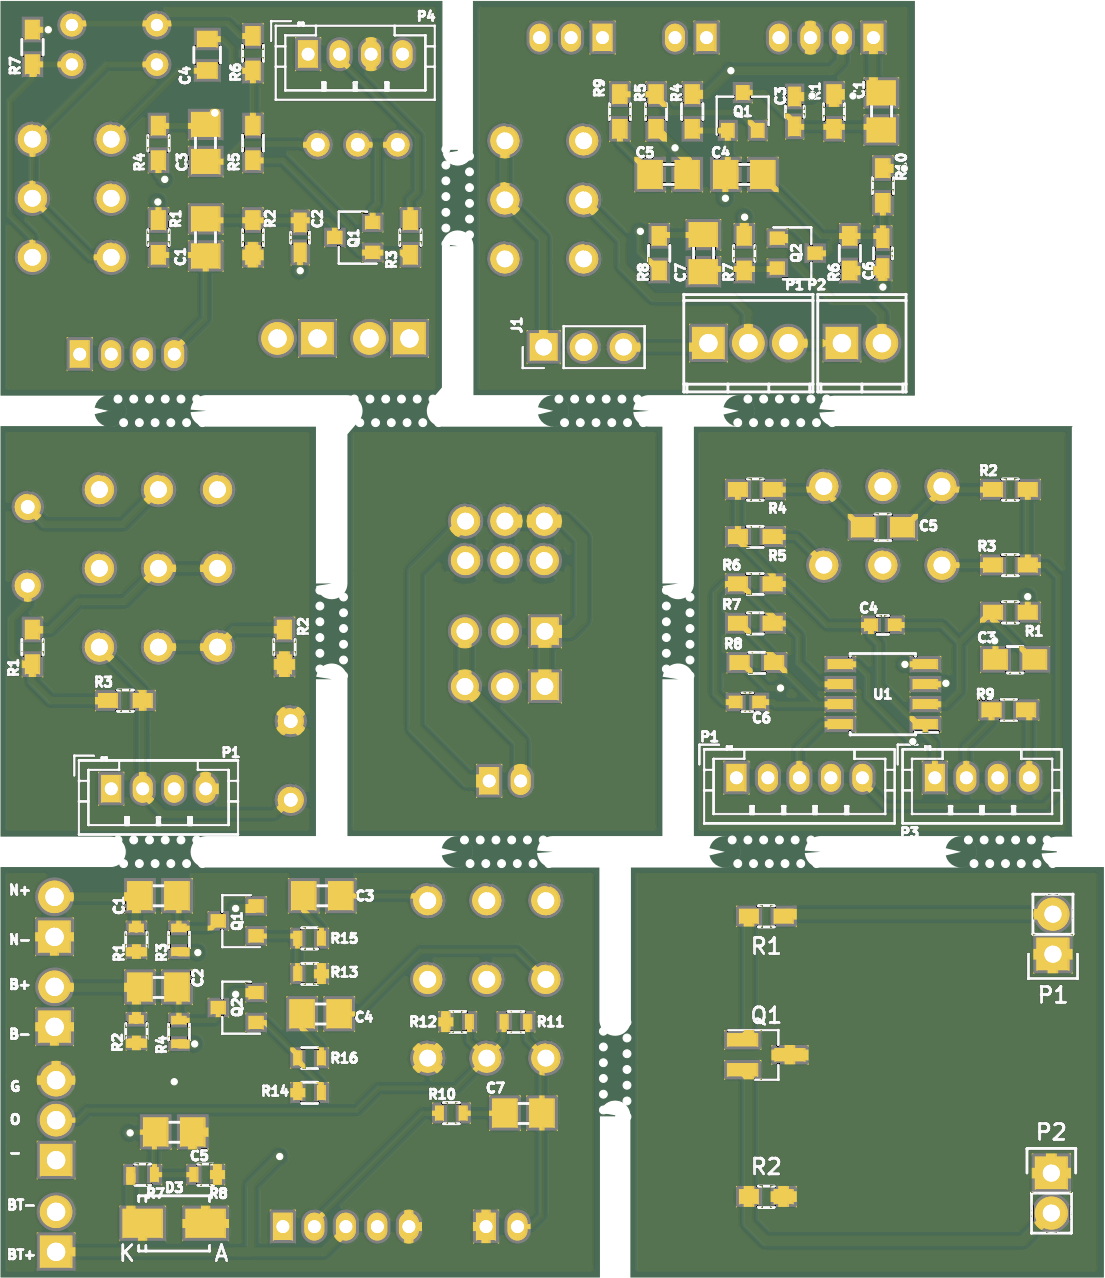 P4
R7
C4
R6
R4
C3
R5
R1
C1
R2
C2
Q1
R3
R9
R5
R4
Q1
C3
R1
C1
C5
C4
R10
R8
C7
R7
Q2
R6
C6
P1
P2
J1
R1
R3
R2
P1
R4
R5
R6
R7
R8
C6
R2
C5
R3
C4
R1
C3
U1
R9
P1
P3
N+
N-
B+
B-
G
O
-
BT-
BT+
C1
R1
R3
Q1
C3
R15
R13
C2
R2
R4
Q2
C4
R16
R14
R12
R11
R10
C7
C5
R7
D3
R8
K A
R1
P1
Q1
P2
R2